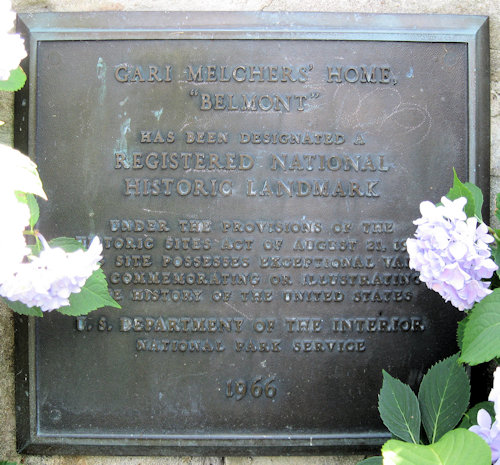 GARI MELCHERS' HOME,
"BELMONT"
HAS BEEN DESIGNATED A
REGISTERED NATIONAL
HISTORIC LANDMARK
UNDER THE PROVISIONS OF THE
HISTORIC SITES ACT OF AUGUST 21,
SITE POSSESSES EXCEPTIONAL
COMMEMORATING OR ILLUSTRATING
HISTORY OF THE UNITED STATES
U. S. DEPARTMENT OF THE INTERIOR
NATIONAL PARK SERVICE
1966